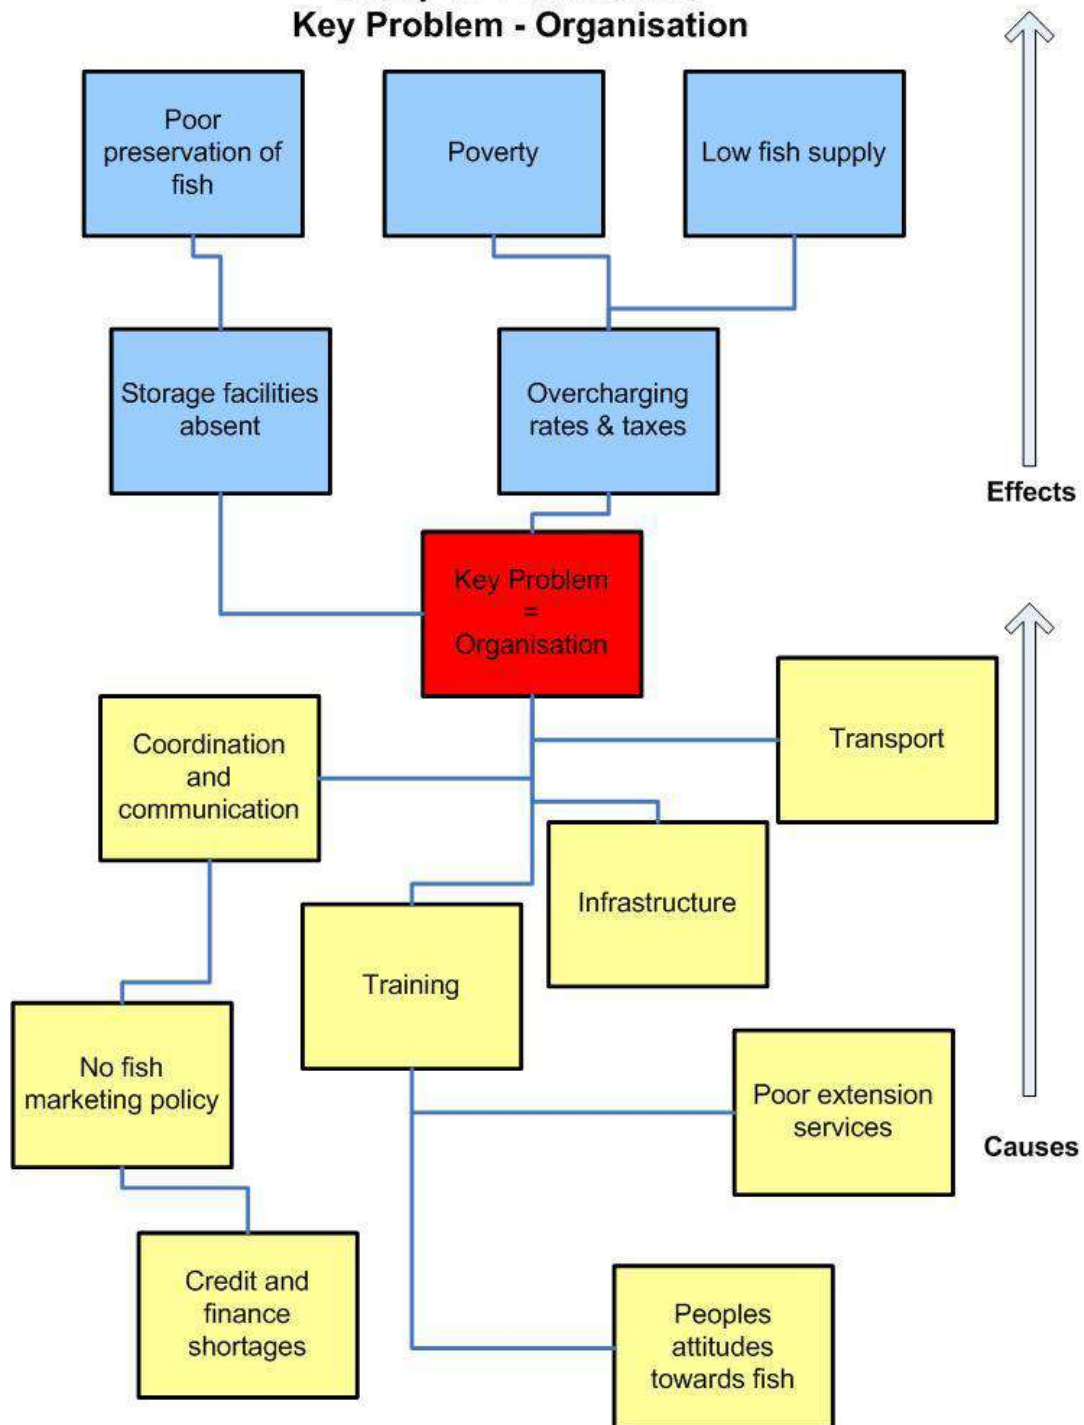 Key Problem - Organisation
Poor
preservation of
fish
Poverty
Low fish supply
Storage facilities
absent
Overcharging
rates & taxes
Effects
Key Problem
=
Organisation
Transport
Coordination
and
communication
Infrastructure
Training
No fish
marketing policy
Poor extension
services
Causes
Credit and
finance
shortages
Peoples
attitudes
towards fish